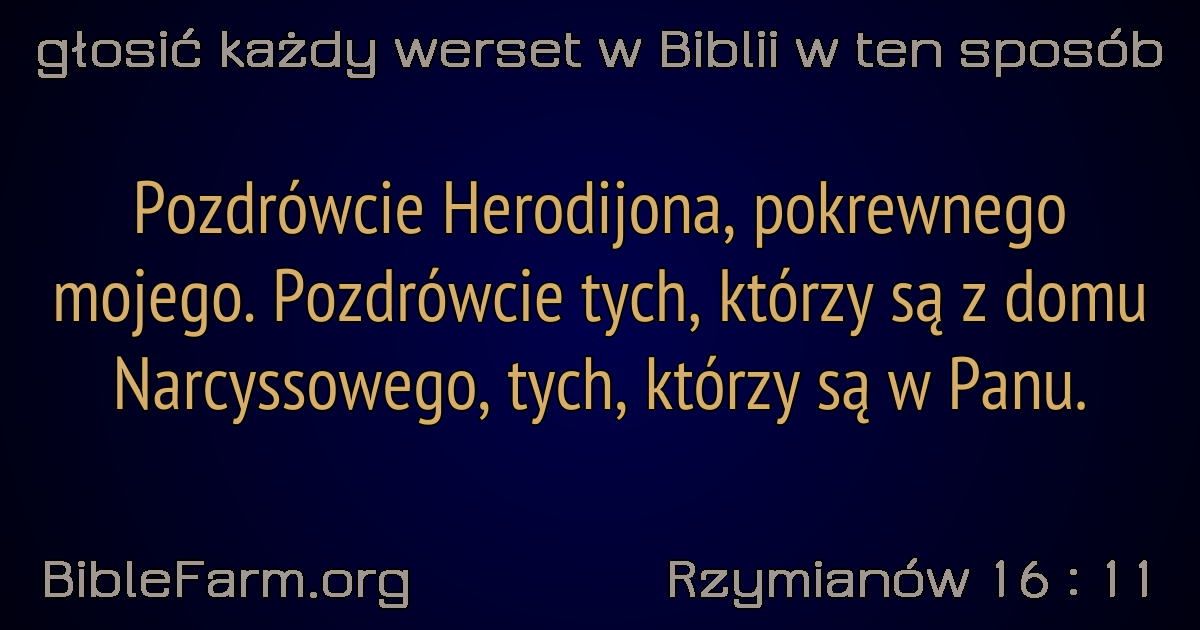 głosić każdy werset w Biblii w ten sposób
Pozdrówcie Herodijona, pokrewnego
mojego. Pozdrówcie tych, którzy są z domu
Narcyssowego, tych, którzy są w Panu.
BibleFarm.org
Rzymianów 16 : 11